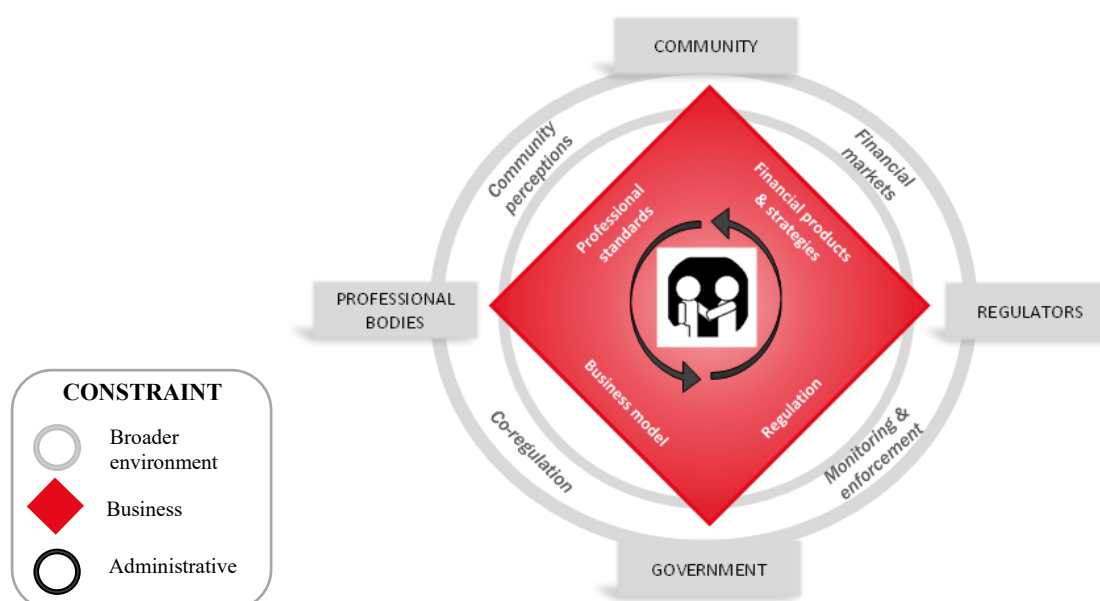 COMMUNITY
Community
perceptions
Financial
markets
Professional
standards
Financial products
& strategies
PROFESSIONAL
BODIES
REGULATORS
Business model
Regulation
Co-regulation
Monitoring &
enforcement
GOVERNMENT
CONSTRAINT
Broader
environment
Business
Administrative